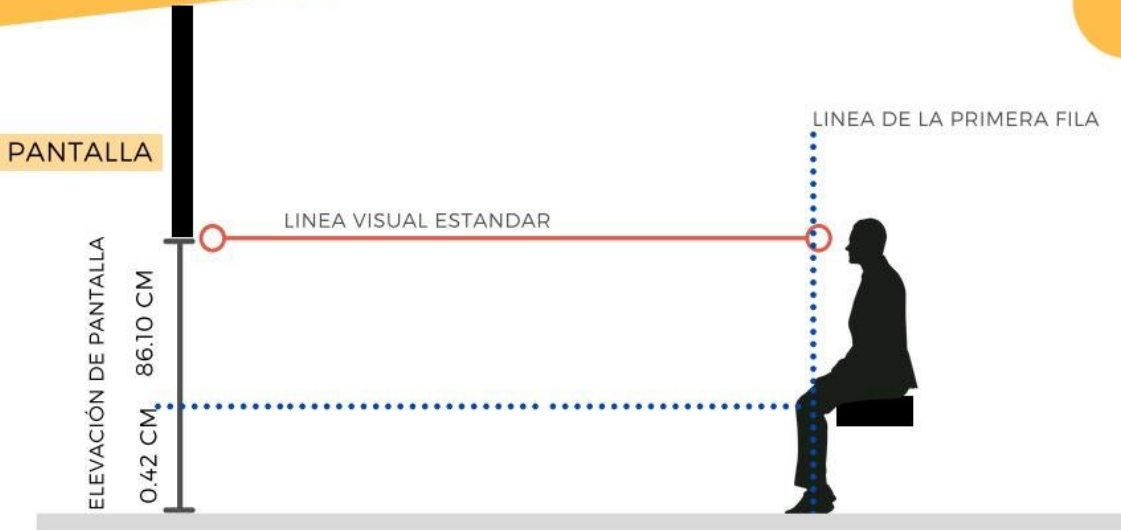 LINEA DE LA PRIMERA FILA
PANTALLA
LINEA VISUAL ESTANDAR
ELEVACIÓN DE PANTALLA
86.10 CM
0.42 CM